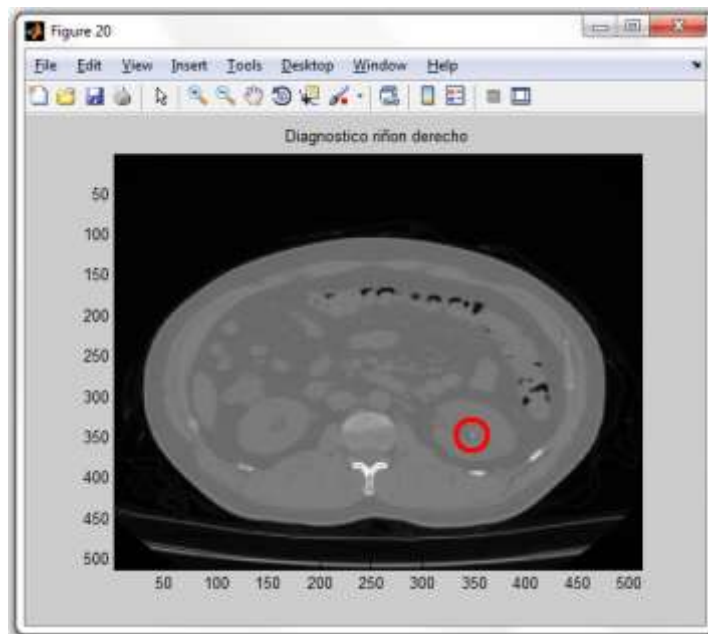 Figure 20
File Edit View Insert Tools Desktop Window Help
Diagnostico riñon derecho
50
100
150
200
250
300
350
400
450
500
50 100 150 200 250 300 350 400 450 500